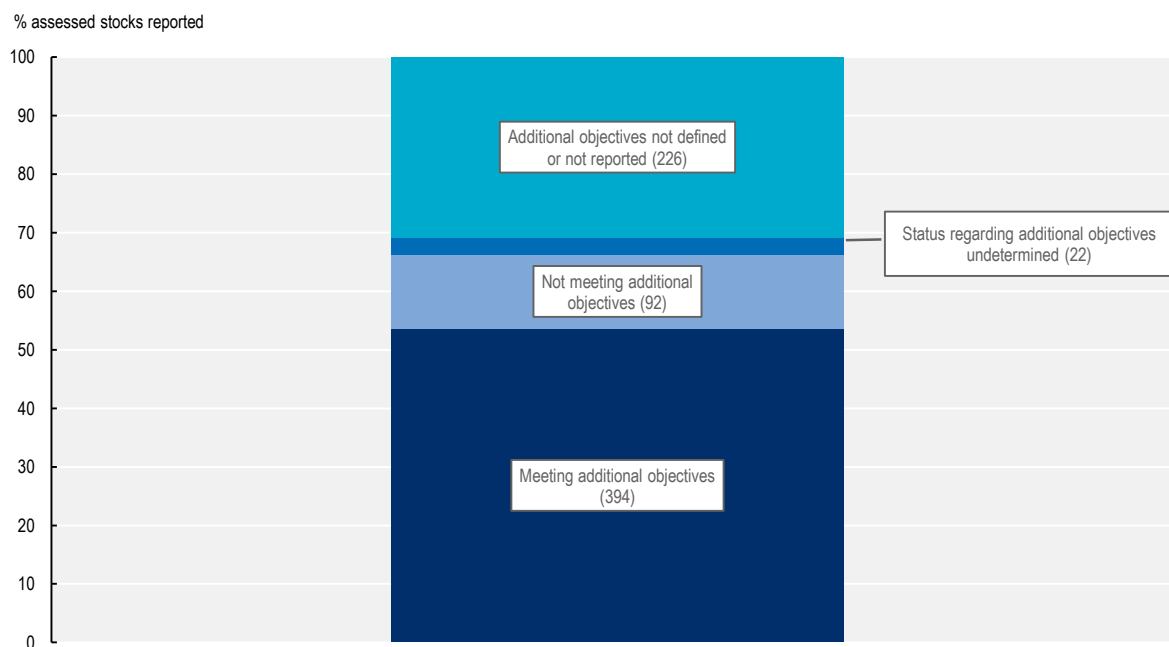 % assessed stocks reported
100
90
80
70
60
50
40
30
20
10
0
Additional objectives not defined
or not reported (226)
Status regarding additional objectives
undetermined (22)
Not meeting additional
objectives (92)
Meeting additional objectives
(394)